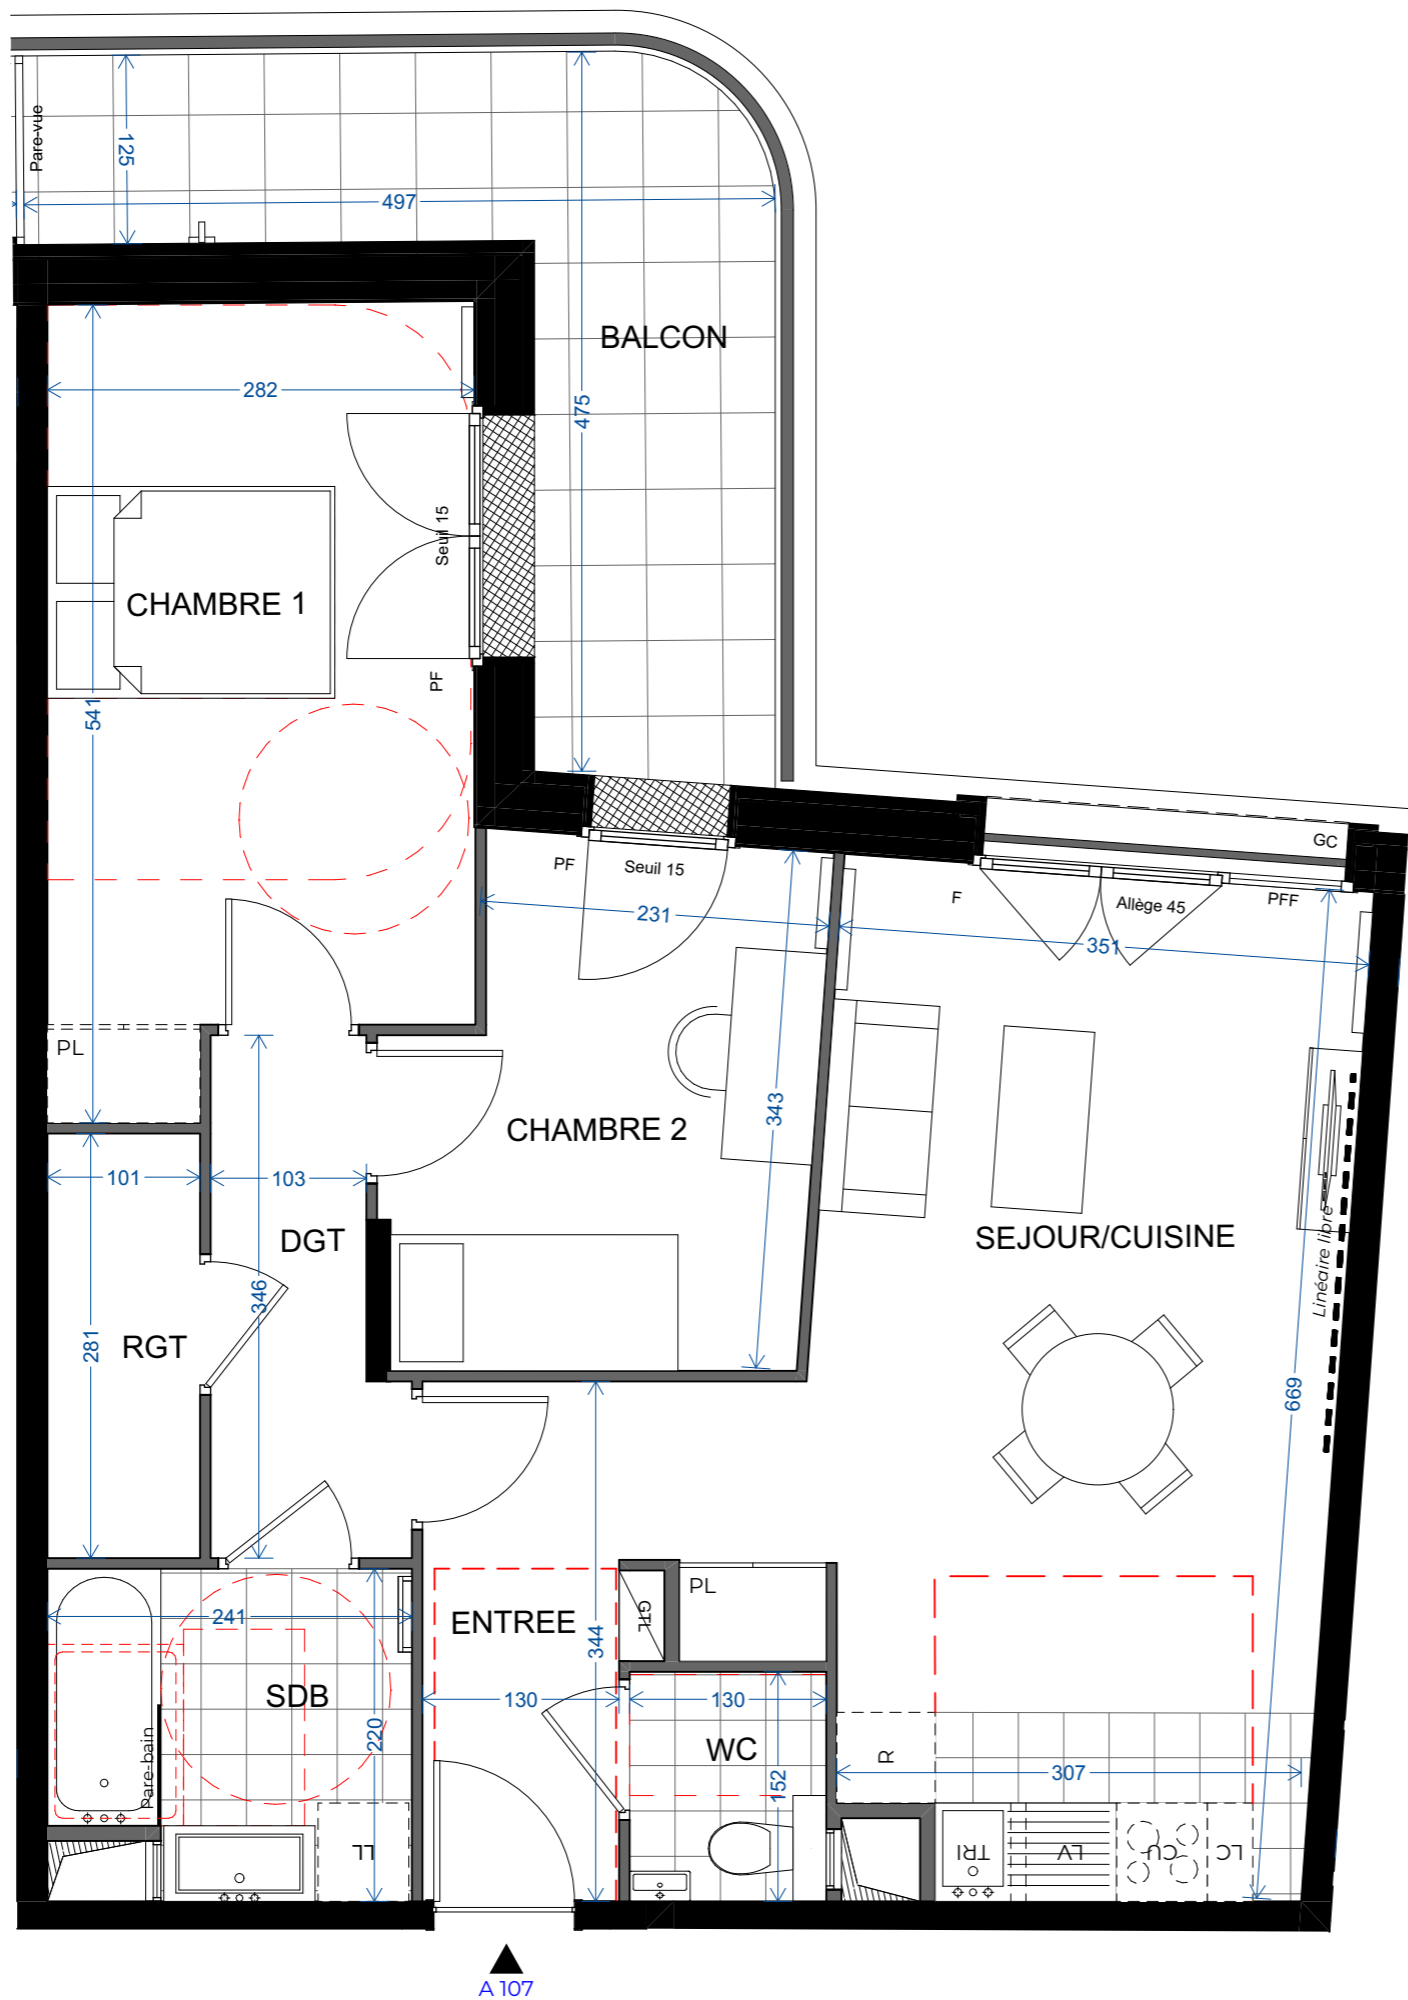 Pare-vue
125
497
BALCON
475
282
Seuil 15
CHAMBRE 1
PF
541
GC
PF
Seuil 15
F
Allège 45
PFF
231
351
PL
343
CHAMBRE 2
101
103
DGT
SEJOUR/CUISINE
Linéaire libre
346
281
RGT
669
PL
GTL
241
ENTREE
344
SDB
130
130
220
Pare-bain
WC
152
R
307
LL
TRI
LV
CU
LC
A 107